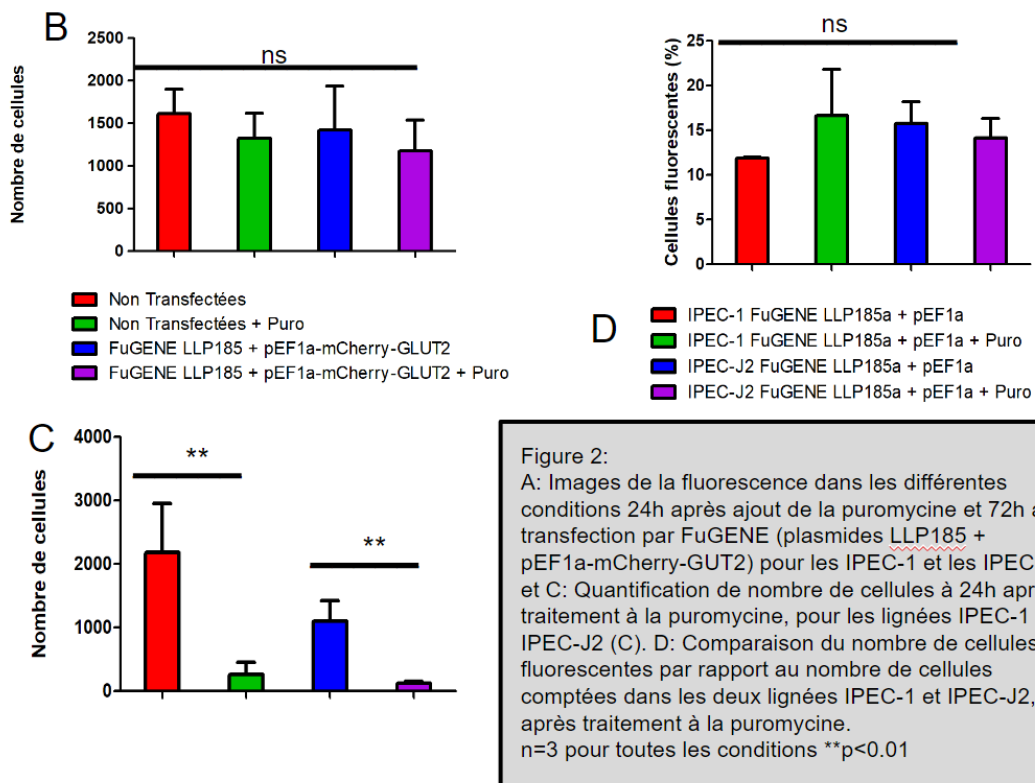 B
2500
2000
1500
1000
500
0
Nombre de cellules
ns
Non Transfectées
Non Transfectées + Puro
FuGENE LLP185 + pEF1a-mCherry-GLUT2
FuGENE LLP185 + pEF1a-mCherry-GLUT2 + Puro
ns
25
20
15
10
5
0
Cellules fluorescentes (%)
D
IPEC-1 FuGENE LLP185a + pEF1a
IPEC-1 FuGENE LLP185a + pEF1a + Puro
IPEC-J2 FuGENE LLP185a + pEF1a
IPEC-J2 FuGENE LLP185a + pEF1a + Puro
C
4000
3000
2000
1000
0
Nombre de cellules
**
**
Figure 2:
A: Images de la fluorescence dans les différentes
conditions 24h après ajout de la puromycine et 72h
transfection par FuGENE (plasmides LLP185 +
pEF1a-mCherry-GUT2) pour les IPEC-1 et les
et C: Quantification de nombre de cellules à 24h
traitement à la puromycine, pour les lignées IPEC-1
IPEC-J2 (C). D: Comparaison du nombre de cellules
fluorescentes par rapport au nombre de cellules
comptées dans les deux lignées IPEC-1 et IPEC-J2,
après traitement à la puromycine.
n=3 pour toutes les conditions **p<0.01